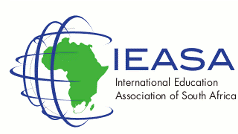 IEASA
International Education
Association of South Africa